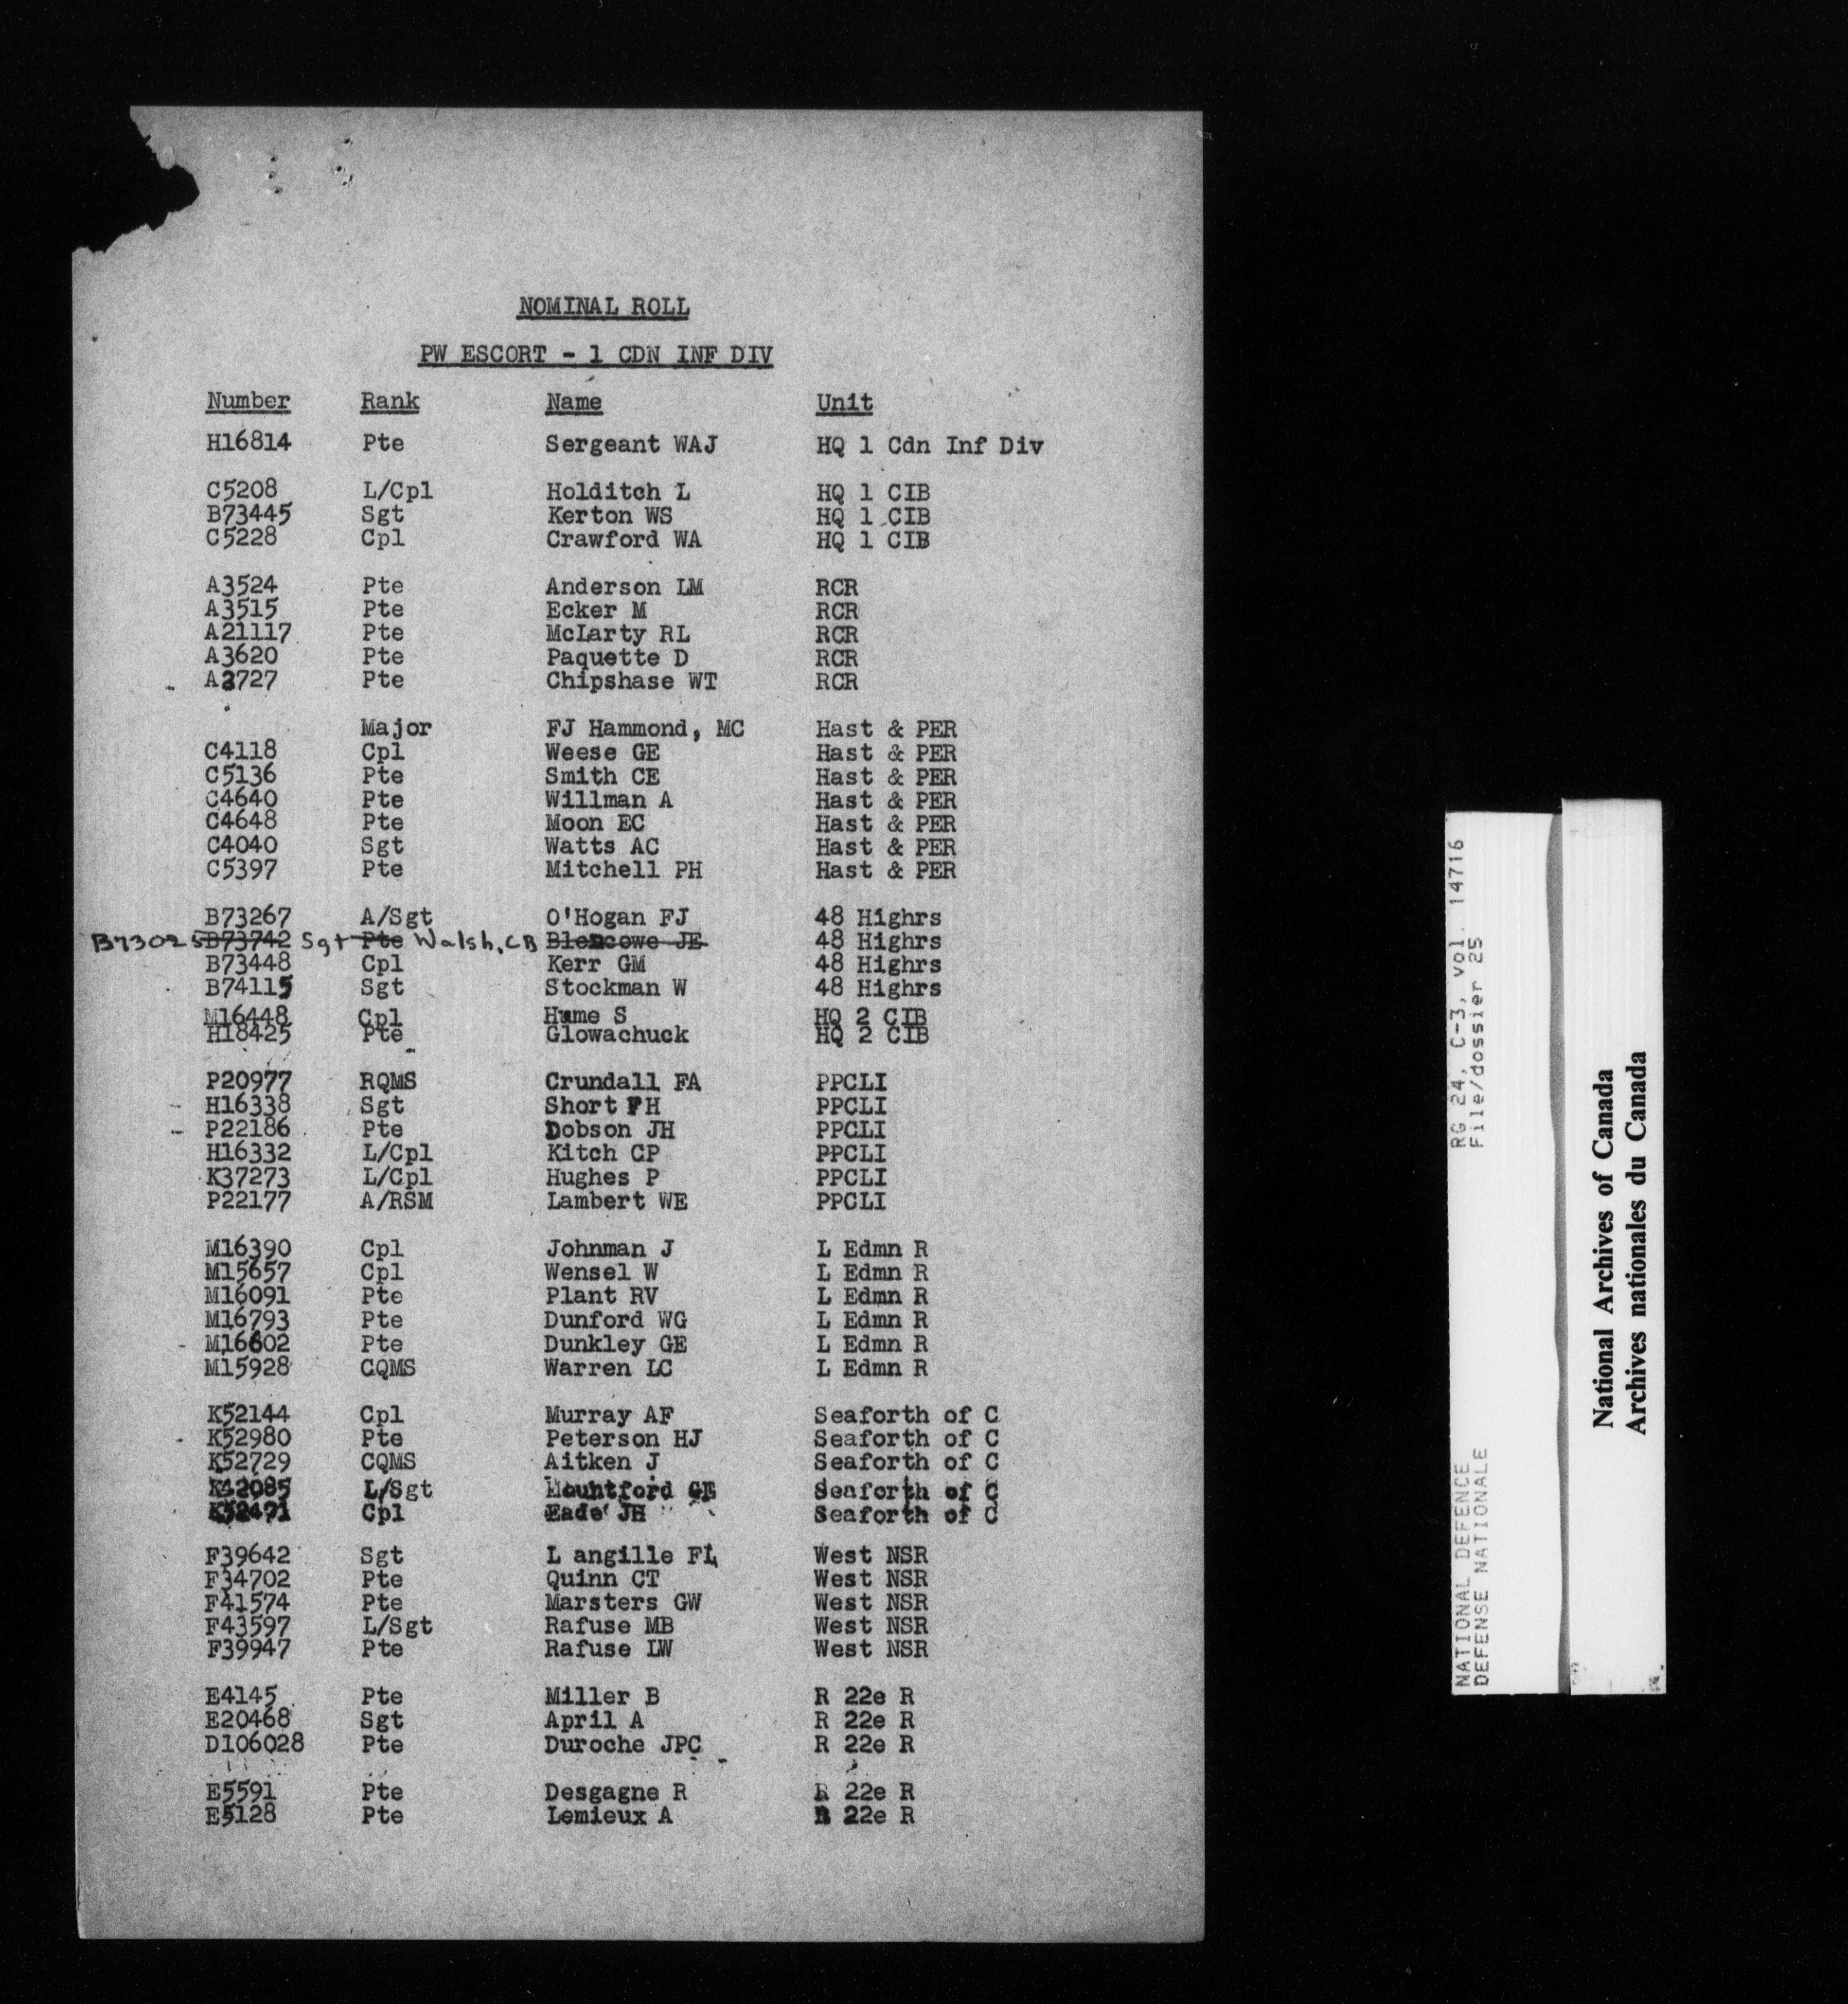 NOMINAL ROLL
PW ESCORT - 1 CDN INF DIV
Number Rank Name Unit
H16814 Pte Sergeant WAJ HQ 1 Cdn Inf Div
C5208 L/Cpl Holditch L HQ 1 CIB
B73445 Sgt Kerton WS HQ 1 CIB
C5228 Cpl Crawford WA HQ 1 CIB
A3524 Pte Anderson LM RCR
A3515 Pte Ecker M RCR
A21117 Pte McLarty RL RCR
A3620 Pte Paquette D RCR
Pte Chipshase WT RCR
Major FJ Hammond, MC Hast & PER
C4118 Cpl Weese GE Hast & PER
C5136 Pte Smith CE Hast & PER
C4640 Pte Willman A Hast & PER
C4648 Pte Moon EC Hast & PER
C4040 Sgt Watts AC Hast & PER
C5397 Pte Mitchell PH Hast & PER
B73267 A/Sgt O'Hogan FJ 48 Highrs
B73025 B73742 Sgt Pte Walsh, CB Blencowe JE 48 Highrs
B73448 Cpl Kerr GM 48 Highrs
B74115 Sgt Stockman W 48 Highrs
M16448 Cpl Hume S HQ 2 CIB
H18425 Pte Glowachuck HQ 2 CIB
P20977 RQMS Crundall FA PPCLI
H16338 Sgt Short FH PPCLI
P22186 Pte Dobson JH PPCLI
H16332 L/Cpl Kitch CP PPCLI
K37273 L/Cpl Hughes P PPCLI
P22177 A/RSM Lambert WE PPCLI
M16390 Cpl Johnman J L Edmn R
M15657 Cpl Wensel W L Edmn R
M16091 Pte Plant RV L Edmn R
M16793 Pte Dunford WG L Edmn R
M16602 Pte Dunkley GE L Edmn R
M15928 CQMS Warren LC L Edmn R
K52144 Cpl Murray AF Seaforth of C
K52980 Pte Peterson HJ Seaforth of C
K52729 CQMS Aitken J Seaforth of C
L/Sgt Mountford GE Seaforth of C
Cpl Eade JH Seaforth of C
F39642 Sgt L angille FL West NSR
F34702 Pte Quinn CT West NSR
F41574 Pte Marsters GW West NSR
F43597 L/Sgt Rafuse MB West NSR
F39947 Pte Rafuse LW West NSR
E4145 Pte Miller B R 22e R
E20468 Sgt April A R 22e R
D106028 Pte Duroche JPC R 22e R
E5591 Pte Desgagne R R 22e R
E5128 Pte Lemieux A R 22e R
NATIONAL DEFENCE RG 24, C-3, vol. 14716
DEFENSE NATIONALE File/dossier 25
National Archives of Canada
Archives nationales du Canada